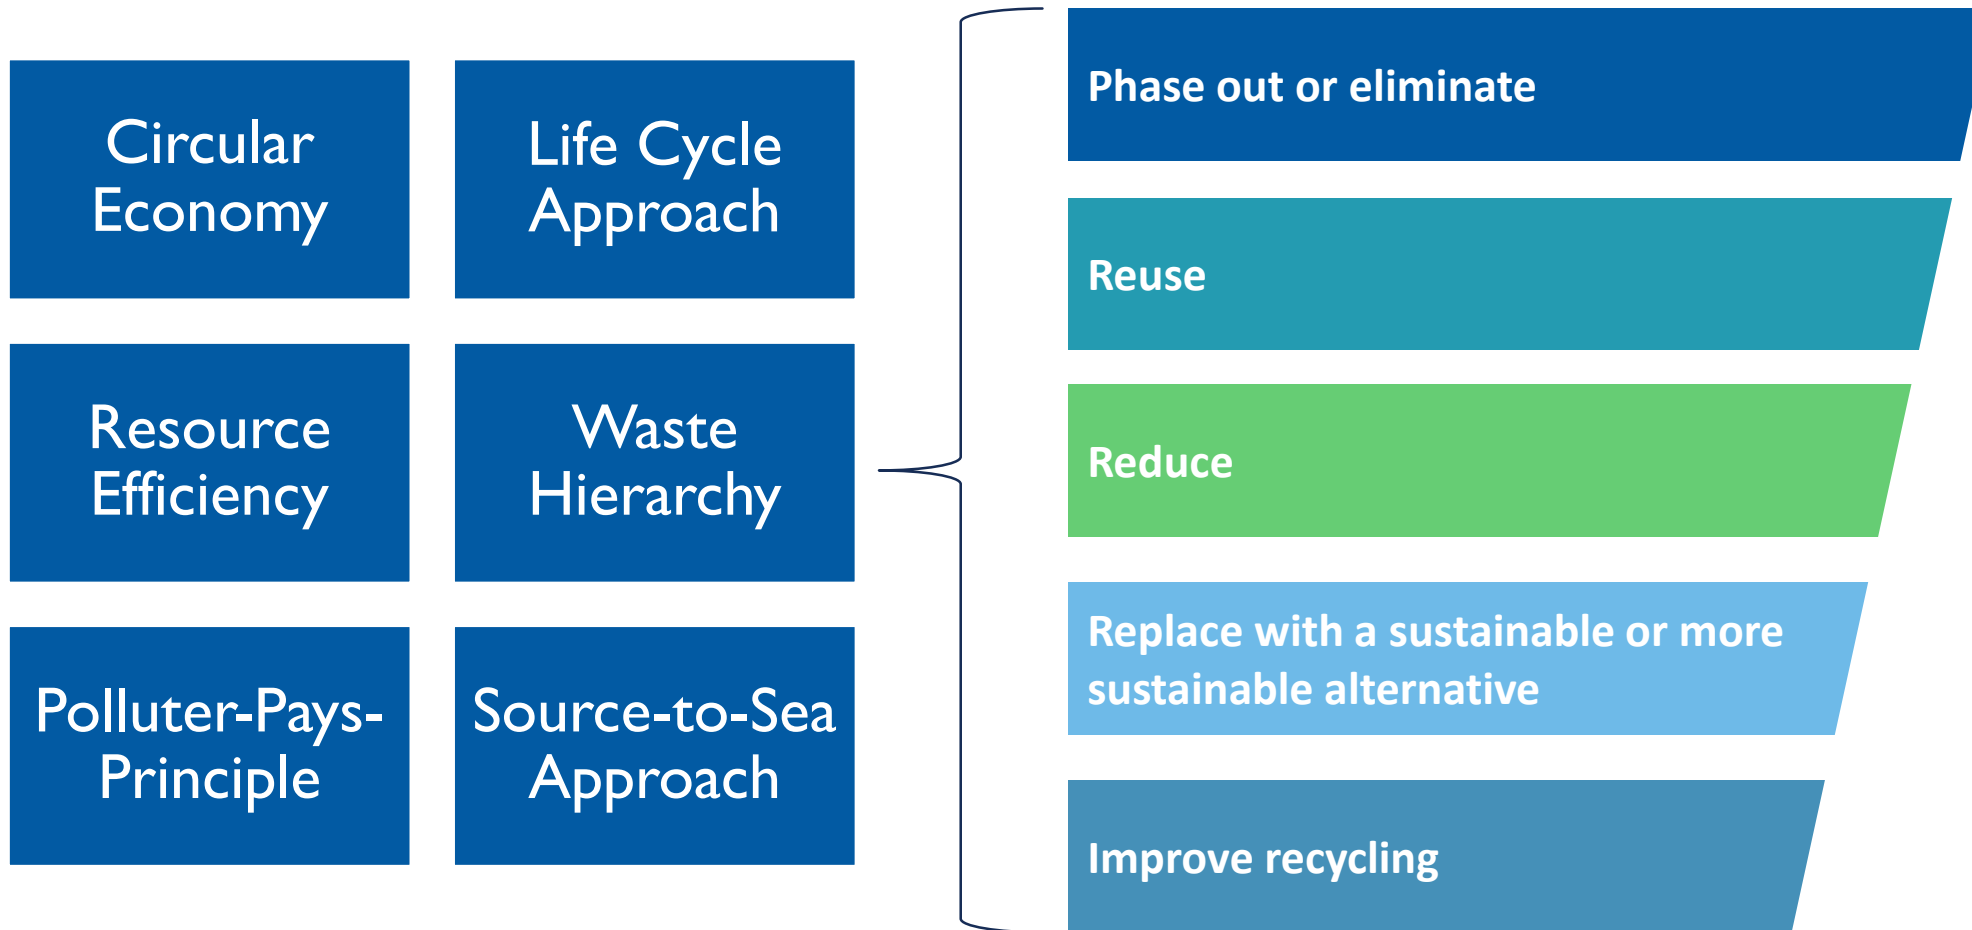 Circular
Economy
Life Cycle
Approach
Resource
Efficiency
Waste
Hierarchy
Polluter-Pays-
Principle
Source-to-Sea
Approach
Phase out or eliminate
Reuse
Reduce
Replace with a sustainable or more
sustainable alternative
Improve recycling